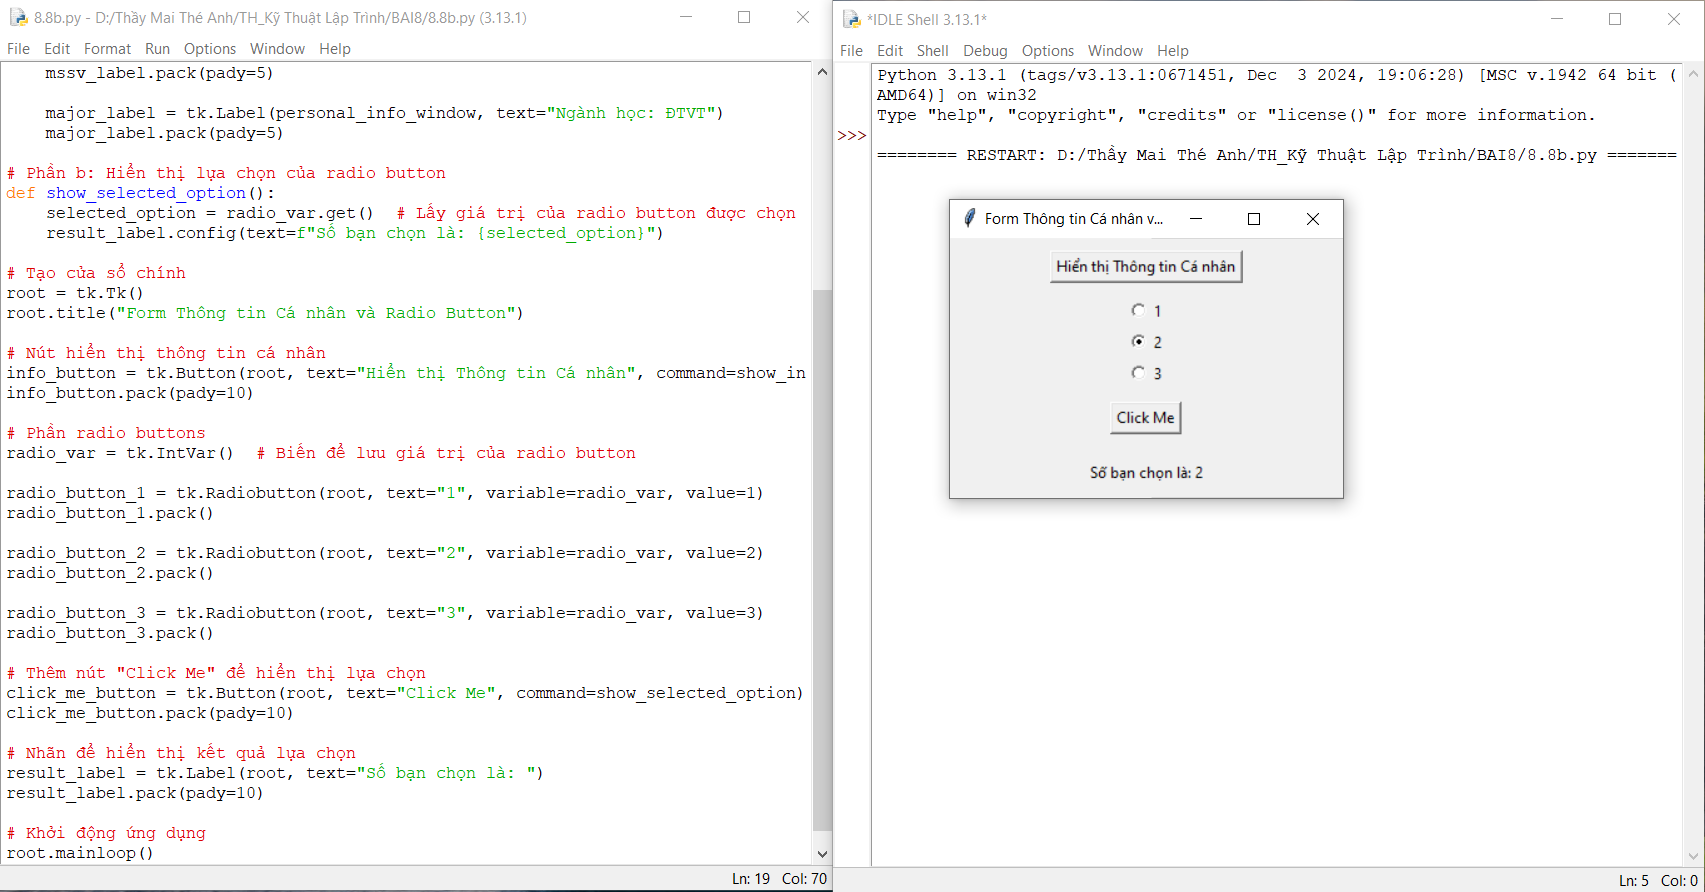 8.8b.py - D:/Thầy Mai Thé Anh/TH_Kỹ Thuật Lập Trình/BAI8/8.8b.py (3.13.1)
File Edit Format Run Options Window Help
    mssv_label.pack(pady=5)
    major_label = tk.Label(personal_info_window, text="Ngành học: ĐTVT")
    major_label.pack(pady=5)
# Phần b: Hiển thị lựa chọn của radio button
def show_selected_option():
    selected_option = radio_var.get()  # Lấy giá trị của radio button được chọn
    result_label.config(text=f"Số bạn chọn là: {selected_option}")
# Tạo cửa sổ chính
root = tk.Tk()
root.title("Form Thông tin Cá nhân và Radio Button")
# Nút hiển thị thông tin cá nhân
info_button = tk.Button(root, text="Hiển thị Thông tin Cá nhân", command=show_in
info_button.pack(pady=10)
# Phần radio buttons
radio_var = tk.IntVar()  # Biến để lưu giá trị của radio button
radio_button_1 = tk.Radiobutton(root, text="1", variable=radio_var, value=1)
radio_button_1.pack()
radio_button_2 = tk.Radiobutton(root, text="2", variable=radio_var, value=2)
radio_button_2.pack()
radio_button_3 = tk.Radiobutton(root, text="3", variable=radio_var, value=3)
radio_button_3.pack()
# Thêm nút "Click Me" để hiển thị lựa chọn
click_me_button = tk.Button(root, text="Click Me", command=show_selected_option)
click_me_button.pack(pady=10)
# Nhãn để hiển thị kết quả lựa chọn
result_label = tk.Label(root, text="Số bạn chọn là: ")
result_label.pack(pady=10)
# Khởi động ứng dụng
root.mainloop()
Ln: 19 Col: 70
*IDLE Shell 3.13.1*
File Edit Shell Debug Options Window Help
Python 3.13.1 (tags/v3.13.1:0671451, Dec  3 2024, 19:06:28) [MSC v.1942 64 bit (
AMD64)] on win32
Type "help", "copyright", "credits" or "license()" for more information.
>>>
======== RESTART: D:/Thầy Mai Thé Anh/TH_Kỹ Thuật Lập Trình/BAI8/8.8b.py =======
Form Thông tin Cá nhân v...
Hiển thị Thông tin Cá nhân
1
2
3
Click Me
Số bạn chọn là: 2
Ln: 5 Col: 0